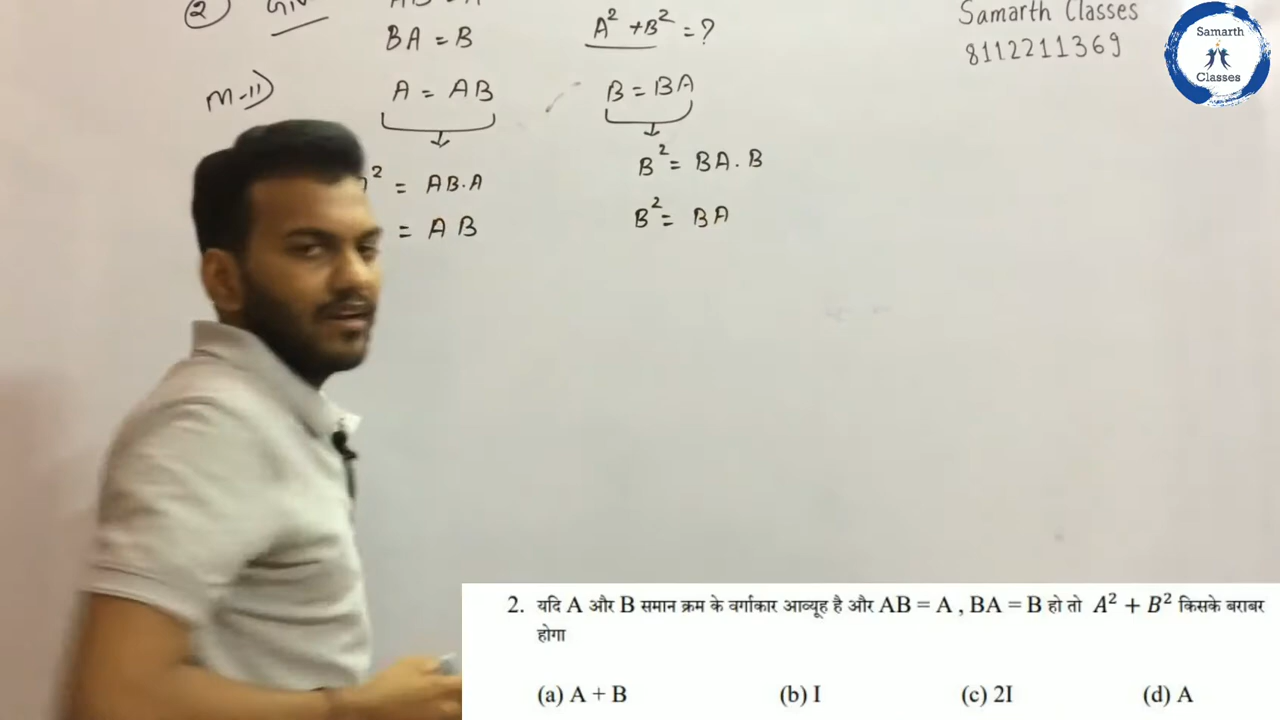 ②
BA = B
A² + B² = ?
Samarth Classes
8112211369
Samarth
Classes
M-II)
A = AB
B = BA
² = AB.A
= AB
B² = BA.B
B² = BA
2. यदि A और B समान क्रम के वर्गाकार आव्यूह है और AB = A , BA = B हो तो A² + B² किसके बराबर
होगा
(a) A + B (b) I (c) 2I (d) A